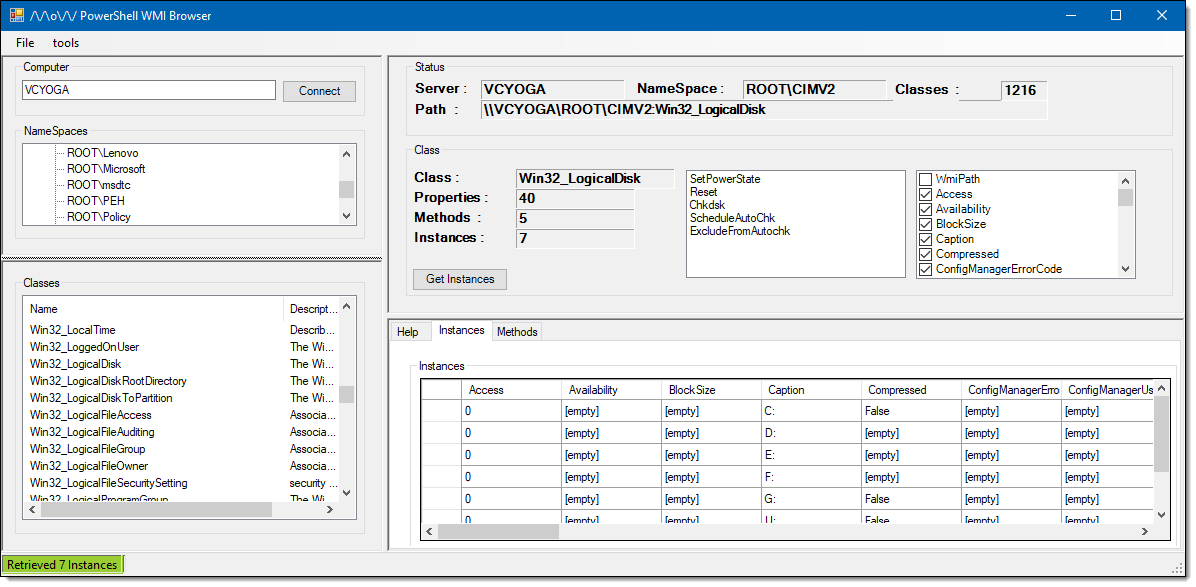 /\/\o\/\/ PowerShell WMI Browser
File tools
Computer
VCYOGA
Connect
NameSpaces
ROOT\Lenovo
ROOT\Microsoft
ROOT\msdtc
ROOT\PEH
ROOT\Policy
Classes
Name Descript...
Win32_LocalTime Describ...
Win32_LoggedOnUser The Wi...
Win32_LogicalDisk The Wi...
Win32_LogicalDiskRootDirectory The Wi...
Win32_LogicalDiskToPartition The Wi...
Win32_LogicalFileAccess Associa...
Win32_LogicalFileAuditing Associa...
Win32_LogicalFileGroup Associa...
Win32_LogicalFileOwner Associa...
Win32_LogicalFileSecuritySetting security ...
Win32_LogicalProgramGroup The Wi...
Status
Server : VCYOGA NameSpace : ROOT\CIMV2 Classes : 1216
Path : \\VCYOGA\ROOT\CIMV2:Win32_LogicalDisk
Class
Class : Win32_LogicalDisk
Properties : 40
Methods : 5
Instances : 7
Get Instances
SetPowerState
Reset
Chkdsk
ScheduleAutoChk
ExcludeFromAutochk
WmiPath
Access
Availability
BlockSize
Caption
Compressed
ConfigManagerErrorCode
Help Instances Methods
Instances
Access Availability BlockSize Caption Compressed ConfigManagerErro ConfigManagerUs
0 [empty] [empty] C: False [empty] [empty]
0 [empty] [empty] D: [empty] [empty] [empty]
0 [empty] [empty] E: [empty] [empty] [empty]
0 [empty] [empty] F: [empty] [empty] [empty]
0 [empty] [empty] G: False [empty] [empty]
0 [empty] [empty] U: False [empty] [empty]
Retrieved 7 Instances